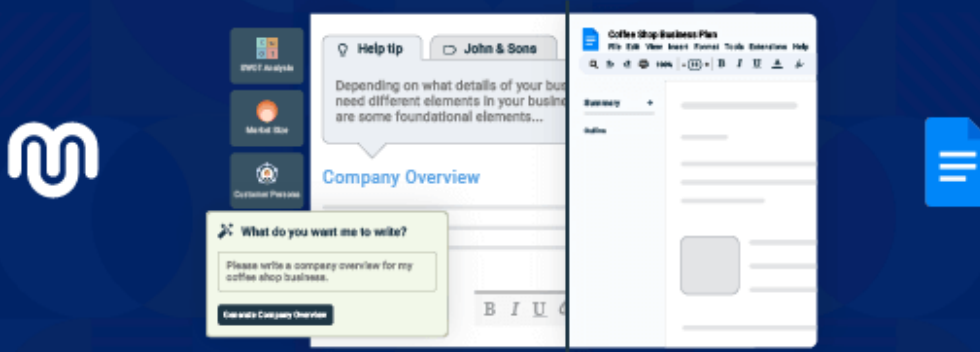 SWOT Analysis
Market Size
Customer Persona
Help tip
John & Sons
Depending on what details of your bus
need different elements in your busine
are some foundational elements...
Company Overview
What do you want me to write?
Please write a company overview for my
coffee shop business.
Generate Company Overview
B I U
Coffee Shop Business Plan
File Edit View Insert Format Tools Extensions Help
100%
B I U A
Summary +
Outline